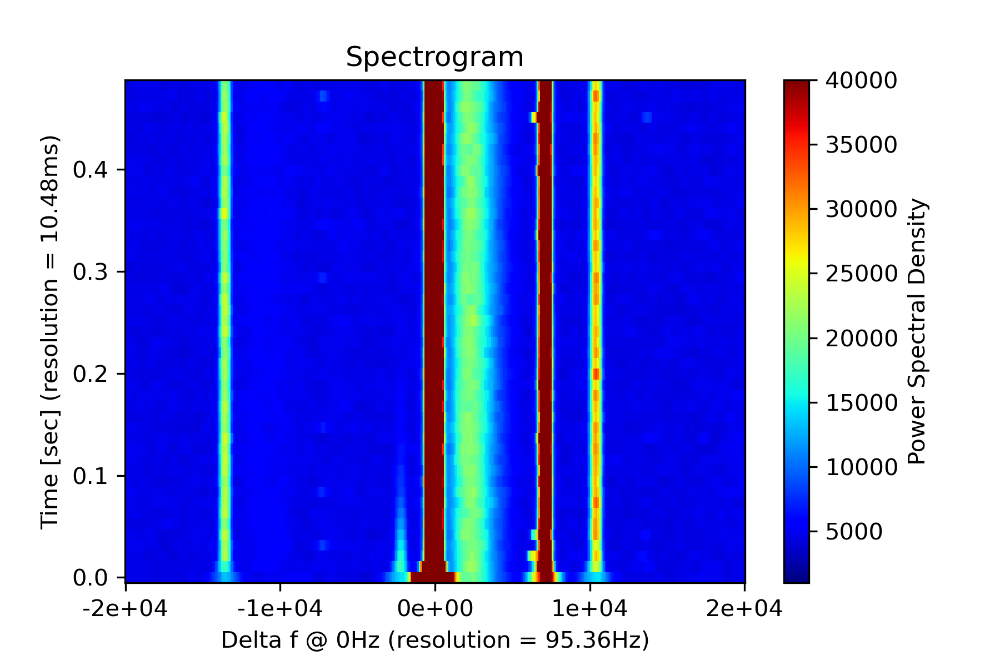 Spectrogram
Time [sec] (resolution = 10.48ms)
0.4
0.3
0.2
0.1
0.0
-2e+04
-1e+04
0e+00
1e+04
2e+04
Delta f @ 0Hz (resolution = 95.36Hz)
40000
35000
30000
25000
20000
15000
10000
5000
Power Spectral Density